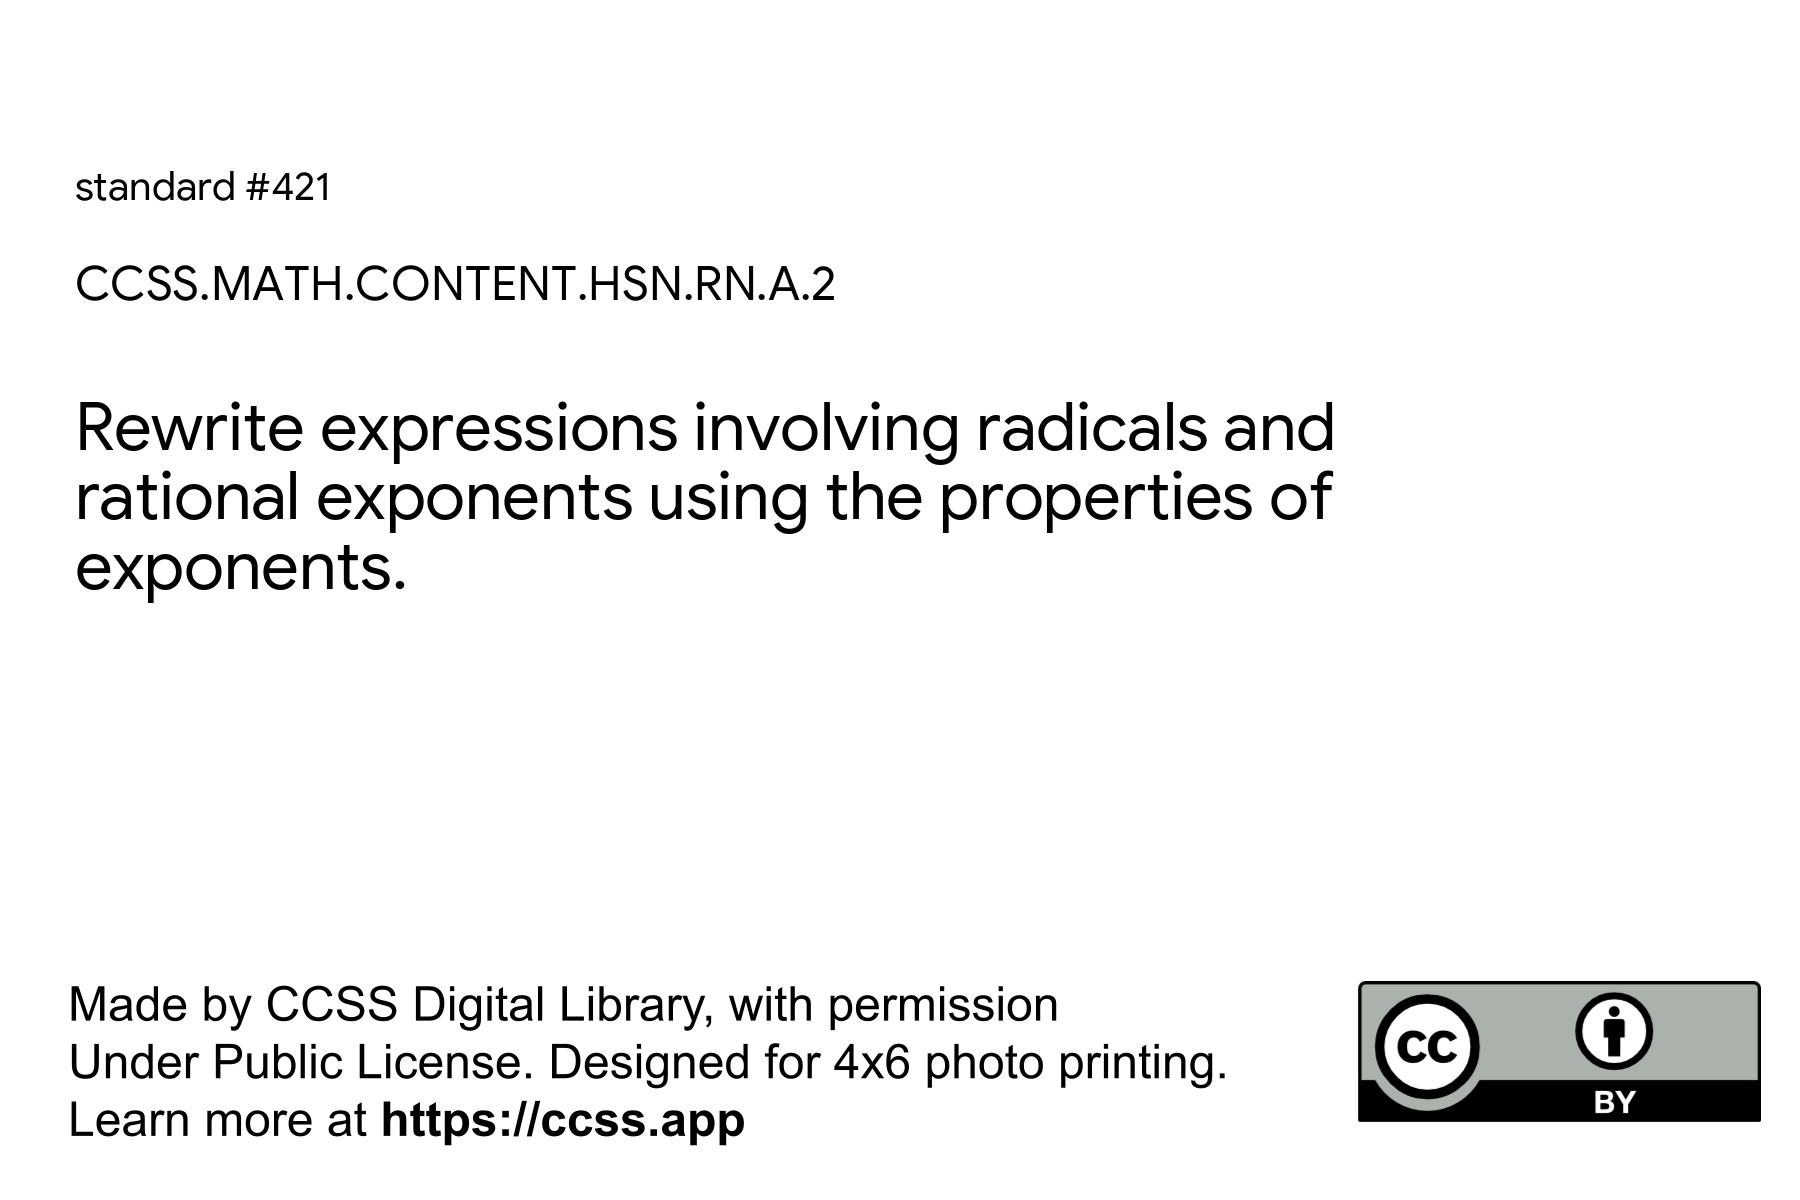 standard #421
CCSS.MATH.CONTENT.HSN.RN.A.2
Rewrite expressions involving radicals and
rational exponents using the properties of
exponents.
Made by CCSS Digital Library, with permission
Under Public License. Designed for 4x6 photo printing.
Learn more at https://ccss.app
cc
BY